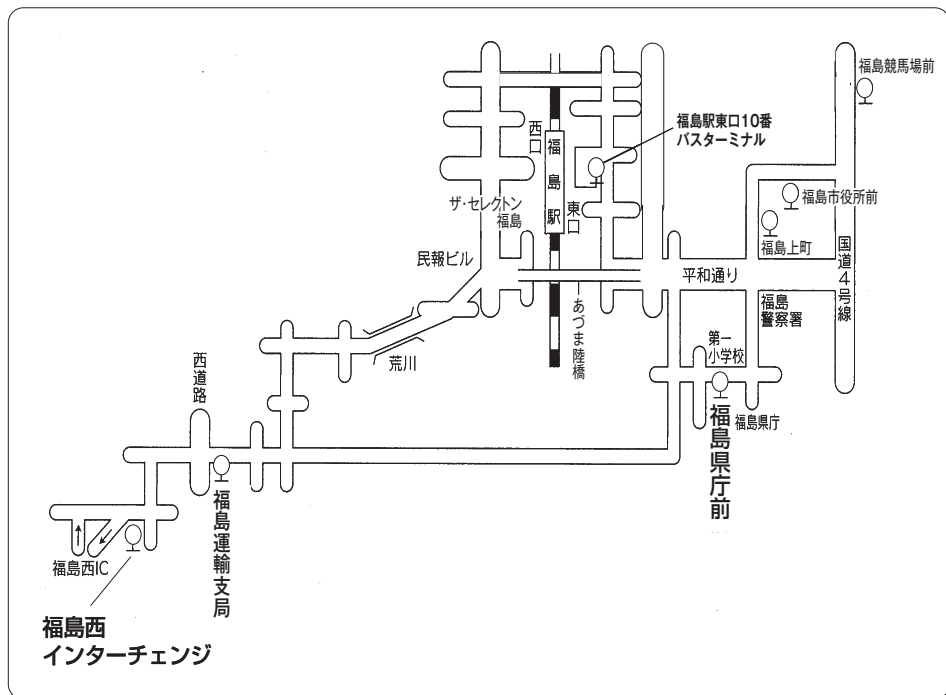 福島競馬場前
福島駅東口10番
バスターミナル
西口
福島駅
東口
ザ・セレクトン
福島
福島市役所前
福島上町
国道4号線
民報ビル
平和通り
福島
警察署
あづま陸橋
第一
小学校
荒川
西道路
福島県庁
福島県庁前
福島運輸支局
福島西IC
福島西
インターチェンジ